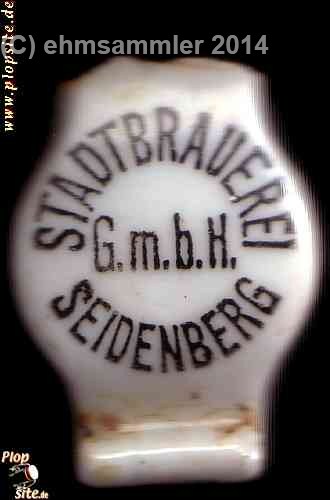 (C) ehmsammler 2014
www.plopsite.de
STADTBRAUEREI
G.m.b.H.
SEIDENBERG
Plop
site.de